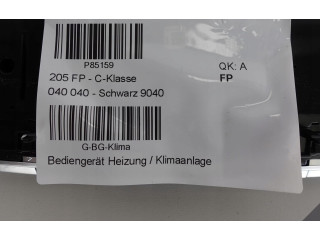 P85159
205 FP - C-Klasse
QK: A
040 040 - Schwarz 9040
FP
G-BG-Klima
Bediengerät Heizung / Klimaanlage